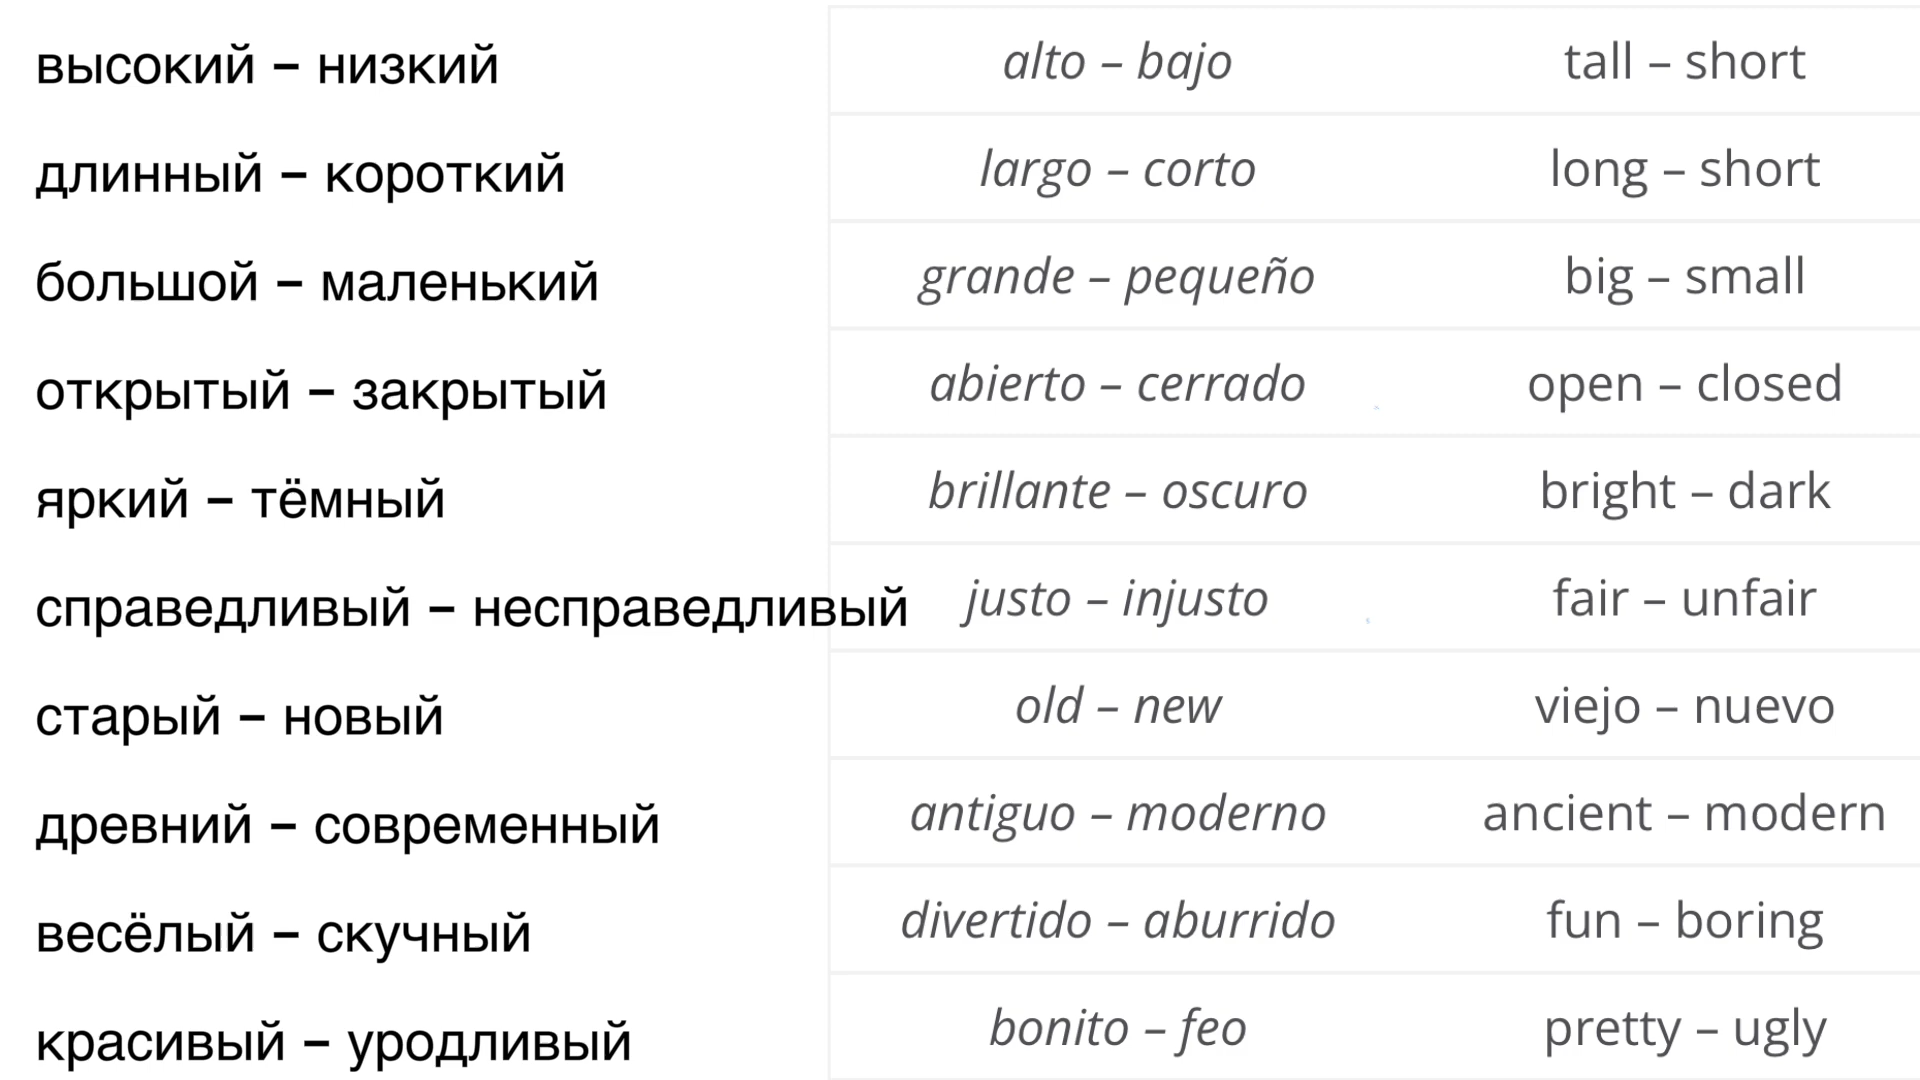 высокий – низкий alto – bajo tall – short
длинный – короткий largo – corto long – short
большой – маленький grande – pequeño big – small
открытый – закрытый abierto – cerrado open – closed
яркий – тёмный brillante – oscuro bright – dark
справедливый – несправедливый justo – injusto fair – unfair
старый – новый old – new viejo – nuevo
древний – современный antiguo – moderno ancient – modern
весёлый – скучный divertido – aburrido fun – boring
красивый – уродливый bonito – feo pretty – ugly